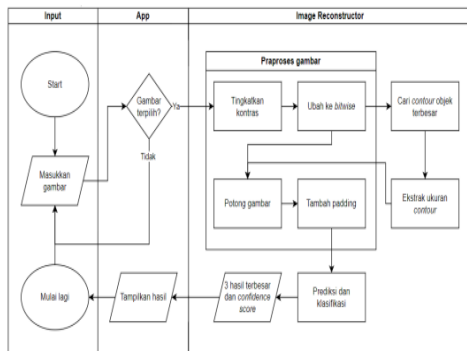 Input
App
Image Reconstructor
Start
Masukkan
gambar
Mulai lagi
Gambar
terpilih?
Ya
Tidak
Tampilkan hasil
Praproses gambar
Tingkatkan
kontras
Ubah ke bitwise
Cari contour objek
terbesar
Ekstrak ukuran
contour
Potong gambar
Tambah padding
Prediksi dan
klasifikasi
3 hasil terbesar
dan confidence
score